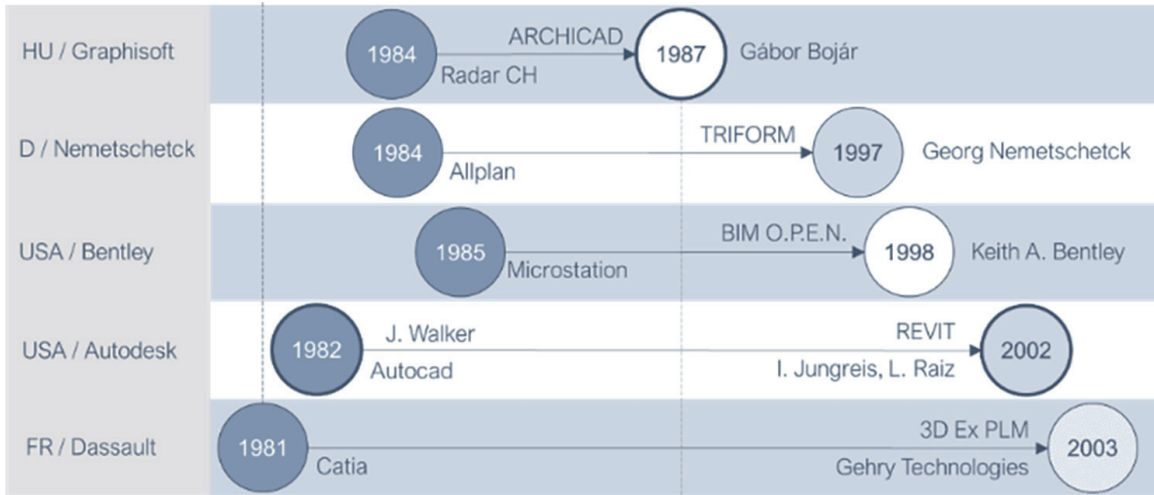 HU / Graphisoft
1984
ARCHICAD
Radar CH
1987
Gábor Bojár
D / Nemetschetck
1984
TRIFORM
Allplan
1997
Georg Nemetschetck
USA / Bentley
1985
BIM O.P.E.N.
Microstation
1998
Keith A. Bentley
USA / Autodesk
1982
J. Walker
Autocad
REVIT
I. Jungreis, L. Raiz
2002
FR / Dassault
1981
Catia
3D Ex PLM
Gehry Technologies
2003